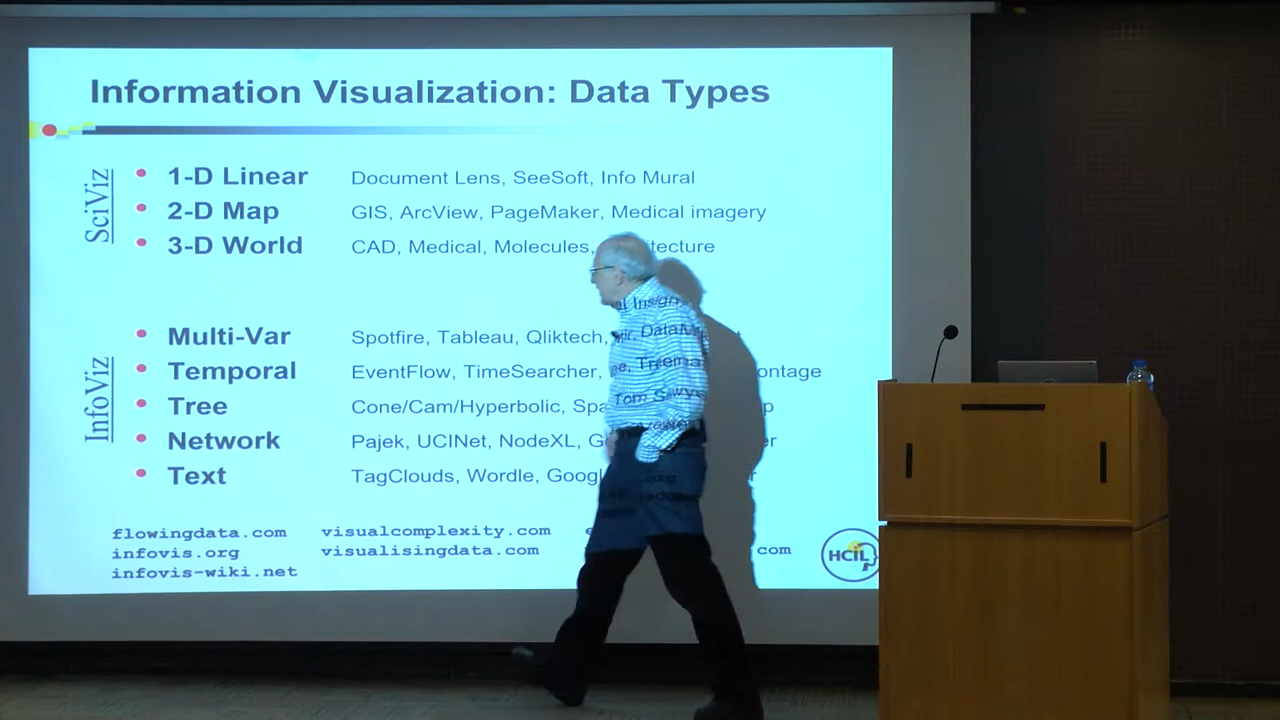 Information Visualization: Data Types
SciViz
1-D Linear Document Lens, SeeSoft, Info Mural
2-D Map GIS, ArcView, PageMaker, Medical imagery
3-D World CAD, Medical, Molecules,
InfoViz
Multi-Var Spotfire, Tableau, Qliktech,
Temporal EventFlow, TimeSearcher,
Tree Cone/Cam/Hyperbolic,
Network Pajek, UCINet, NodeXL,
Text TagClouds, Wordle,
flowingdata.com visualcomplexity.com
infovis.org visualisingdata.com com
infovis-wiki.net
HCIL